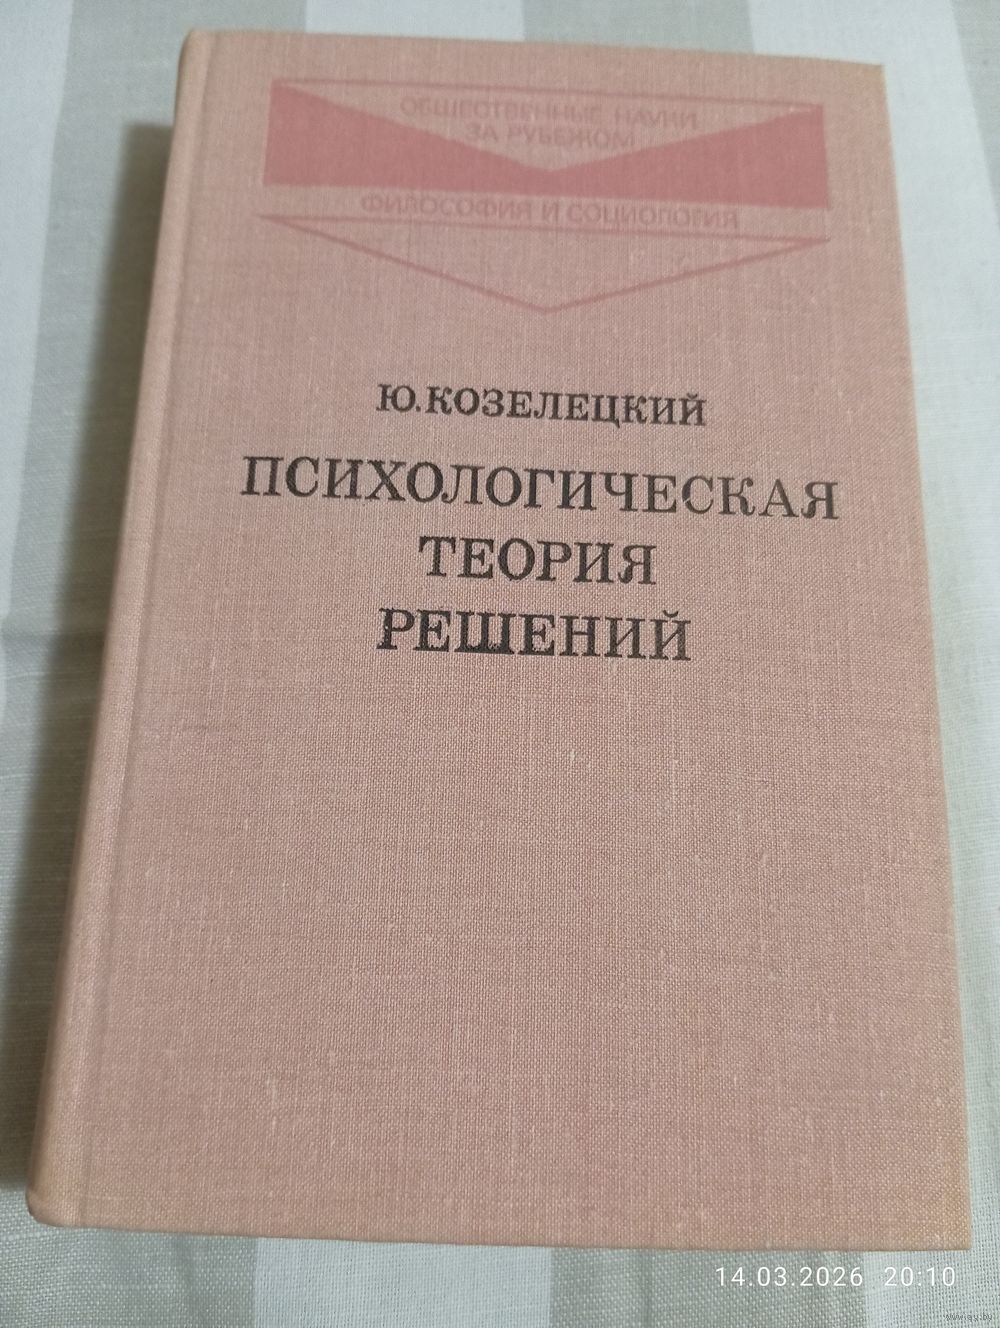 ОБЩЕСТВЕННЫЕ НАУКИ
ЗА РУБЕЖОМ
ФИЛОСОФИЯ И СОЦИОЛОГИЯ
Ю.КОЗЕЛЕЦКИЙ
ПСИХОЛОГИЧЕСКАЯ
ТЕОРИЯ
РЕШЕНИЙ
14.03.2026 20:10